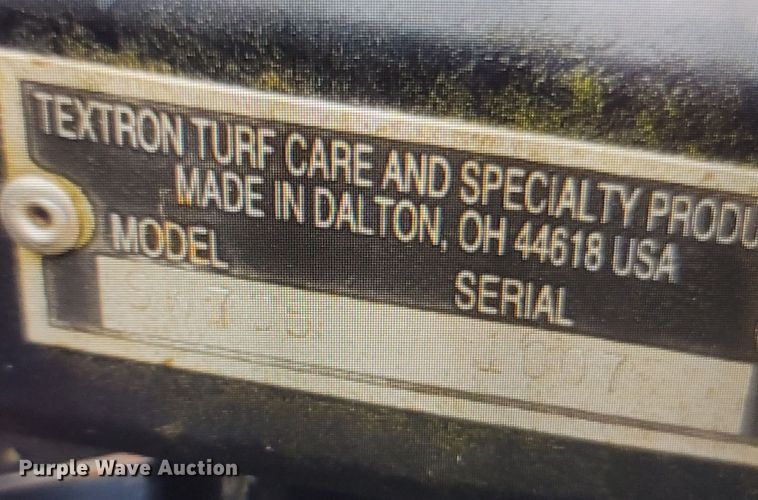 TEXTRON TURF CARE AND SPECIALTY PRODU
MADE IN DALTON, OH 44618 USA
MODEL
SERIAL
Purple Wave Auction